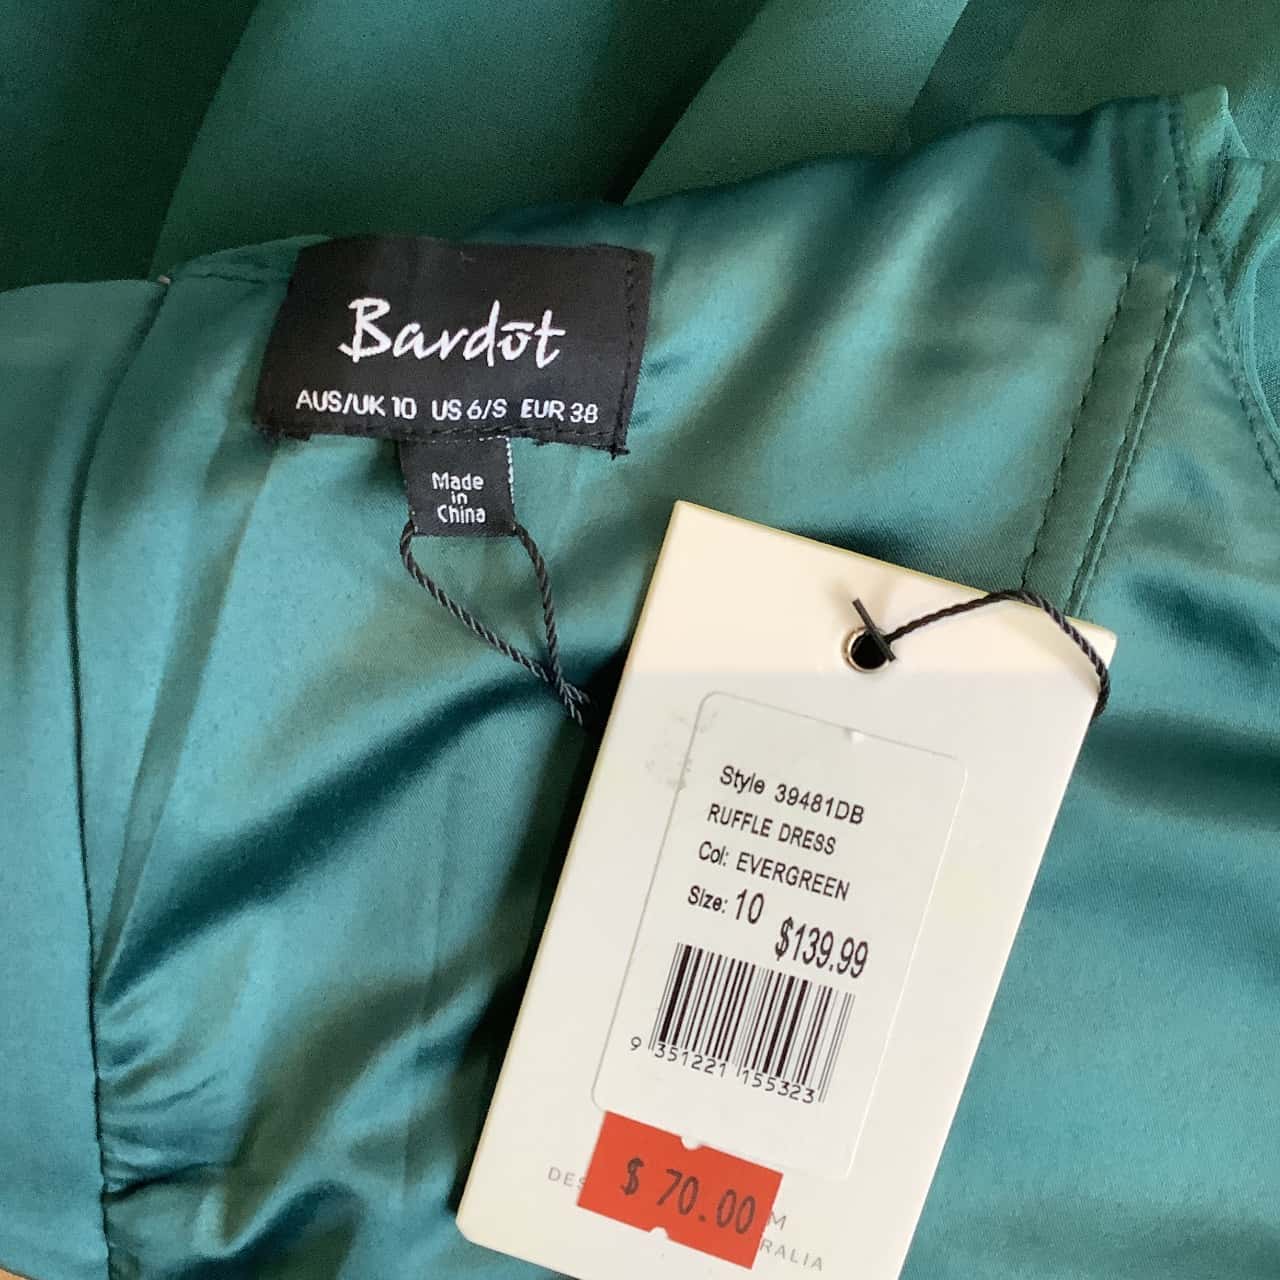 Bardōt
AUS/UK 10 US 6/S EUR 38
Made
in
China
Style 39481DB
RUFFLE DRESS
Col: EVERGREEN
Size: 10 $139.99
9 351221 155323
$ 70.00